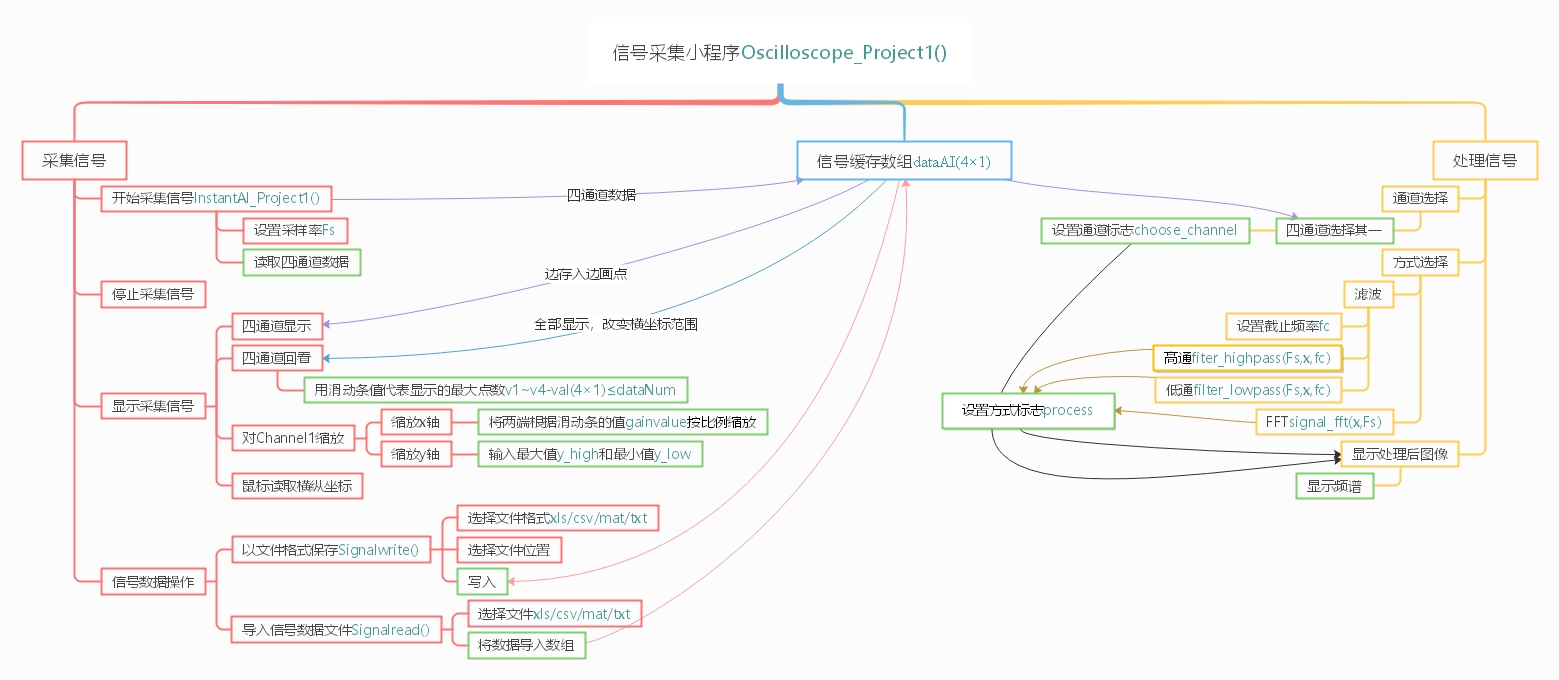 信号采集小程序Oscilloscope_Project1()
采集信号
信号缓存数组dataAI(4×1)
处理信号
开始采集信号InstantAI_Project1()
四通道数据
通道选择
设置采样率Fs
设置通道标志choose_channel
四通道选择其一
读取四通道数据
边存入边画点
方式选择
停止采集信号
滤波
四通道显示
全部显示，改变横坐标范围
设置截止频率fc
四通道回看
高通fiter_highpass(Fs,x,fc)
用滑动条值代表显示的最大点数v1~v4-val(4×1)≤dataNum
低通filter_lowpass(Fs,x,fc)
显示采集信号
设置方式标志process
对Channel1缩放
缩放x轴
将两端根据滑动条的值gainvalue按比例缩放
FFTsignal_fft(x,Fs)
缩放y轴
输入最大值y_high和最小值y_low
显示处理后图像
鼠标读取横纵坐标
显示频谱
选择文件格式xls/csv/mat/txt
以文件格式保存Signalwrite()
选择文件位置
信号数据操作
写入
选择文件xls/csv/mat/txt
导入信号数据文件Signalread()
将数据导入数组